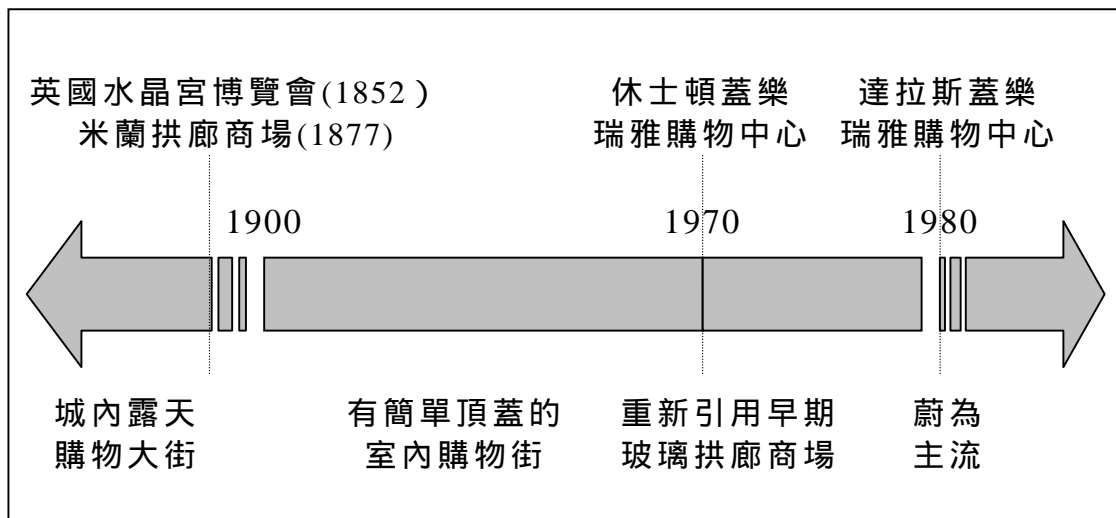 英國水晶宮博覽會(1852)
米蘭拱廊商場(1877)
休士頓蓋樂
瑞雅購物中心
達拉斯蓋樂
瑞雅購物中心
1900
1970
1980
城內露天
購物大街
有簡單頂蓋的
室內購物街
重新引用早期
玻璃拱廊商場
蔚為
主流